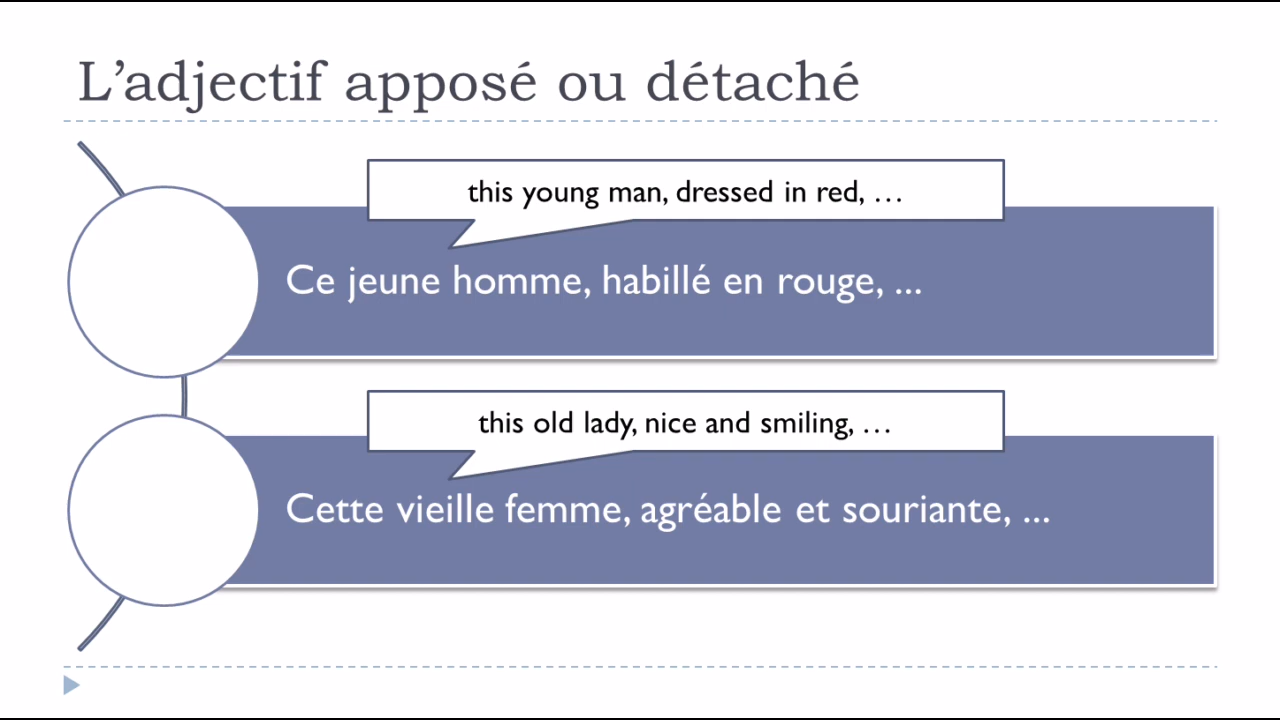 L’adjectif apposé ou détaché
this young man, dressed in red, …
Ce jeune homme, habillé en rouge, ...
this old lady, nice and smiling, …
Cette vieille femme, agréable et souriante, ...